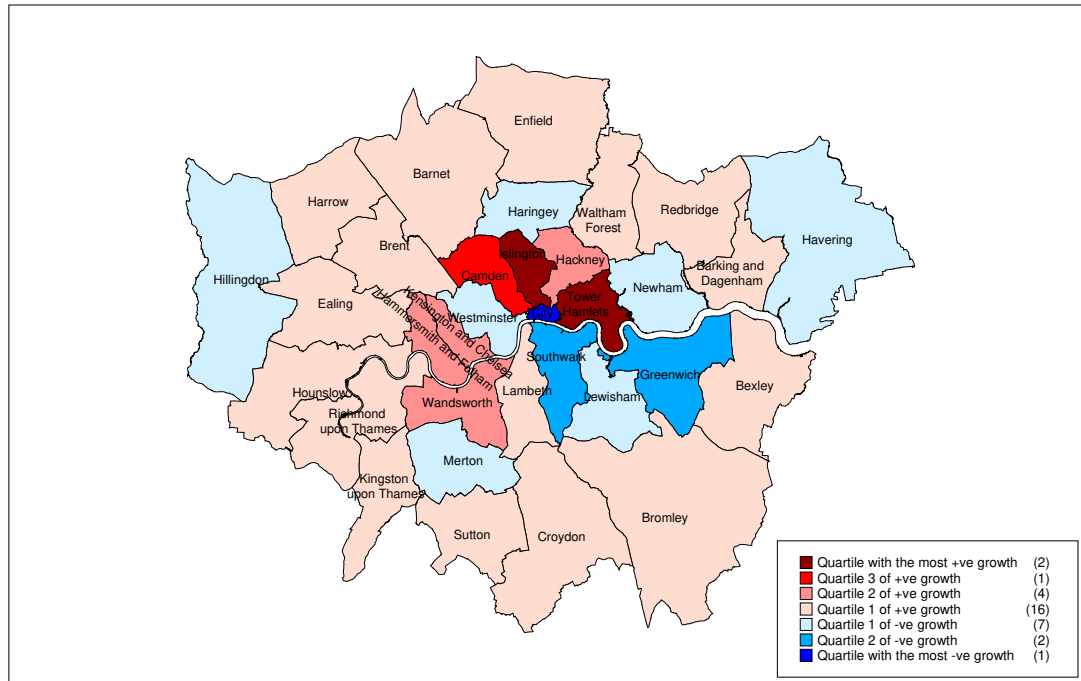 Enfield
Barnet
Harrow
Haringey
Waltham
Forest
Redbridge
Havering
Brent
Islington
Hackney
Camden
Barking and
Dagenham
Hillingdon
Newham
Tower
Hamlets
Ealing
Kensington and Chelsea
Hammersmith and Fulham
Westminster
City
Southwark
Greenwich
Bexley
Hounslow
Lambeth
Lewisham
Wandsworth
Richmond
upon Thames
Merton
Kingston
upon Thames
Bromley
Sutton
Croydon
Quartile with the most +ve growth (2)
Quartile 3 of +ve growth (1)
Quartile 2 of +ve growth (4)
Quartile 1 of +ve growth (16)
Quartile 1 of -ve growth (7)
Quartile 2 of -ve growth (2)
Quartile with the most -ve growth (1)